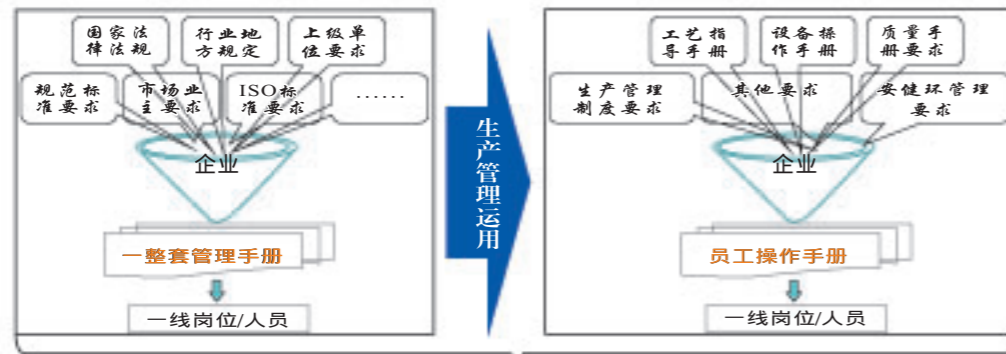 国家法
律法规
行业地
方规定
上级单
位要求
规范标
准要求
市场业
主要求
ISO标
准要求
......
企业
一整套管理手册
一线岗位/人员
生产管理运用
工艺指
导手册
设备操
作手册
质量手
册要求
生产管理
制度要求
其他要求
安健环管理
要求
企业
员工操作手册
一线岗位/人员